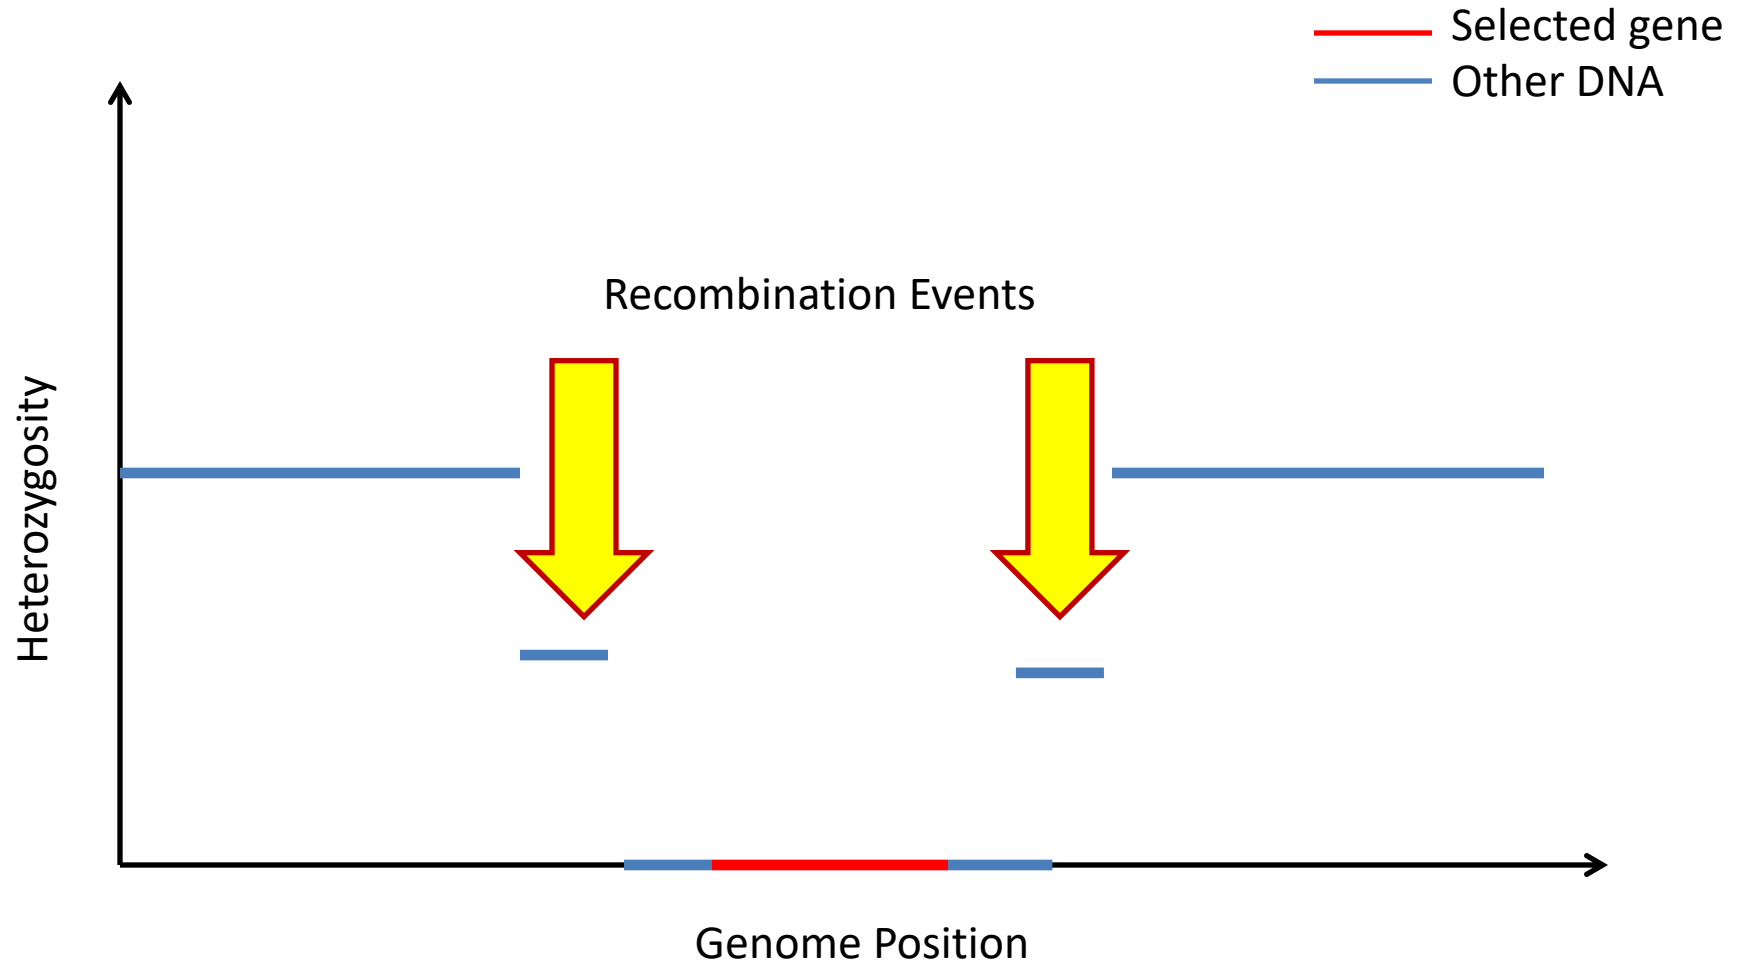 Selected gene
Other DNA
Recombination Events
Heterozygosity
Genome Position